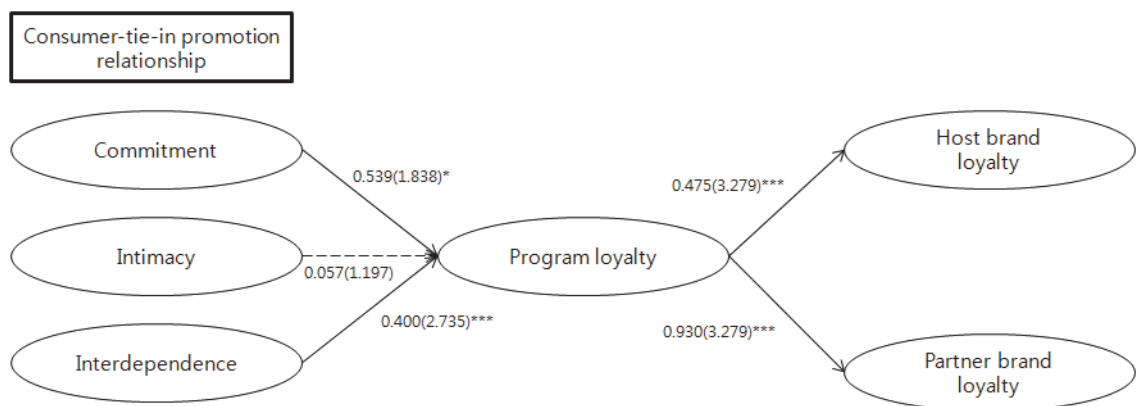 Consumer-tie-in promotion
relationship
Commitment
Host brand
loyalty
0.539(1.838)*
0.475(3.279)***
Intimacy
Program loyalty
0.057(1.197)
0.400(2.735)***
0.930(3.279)***
Interdependence
Partner brand
loyalty